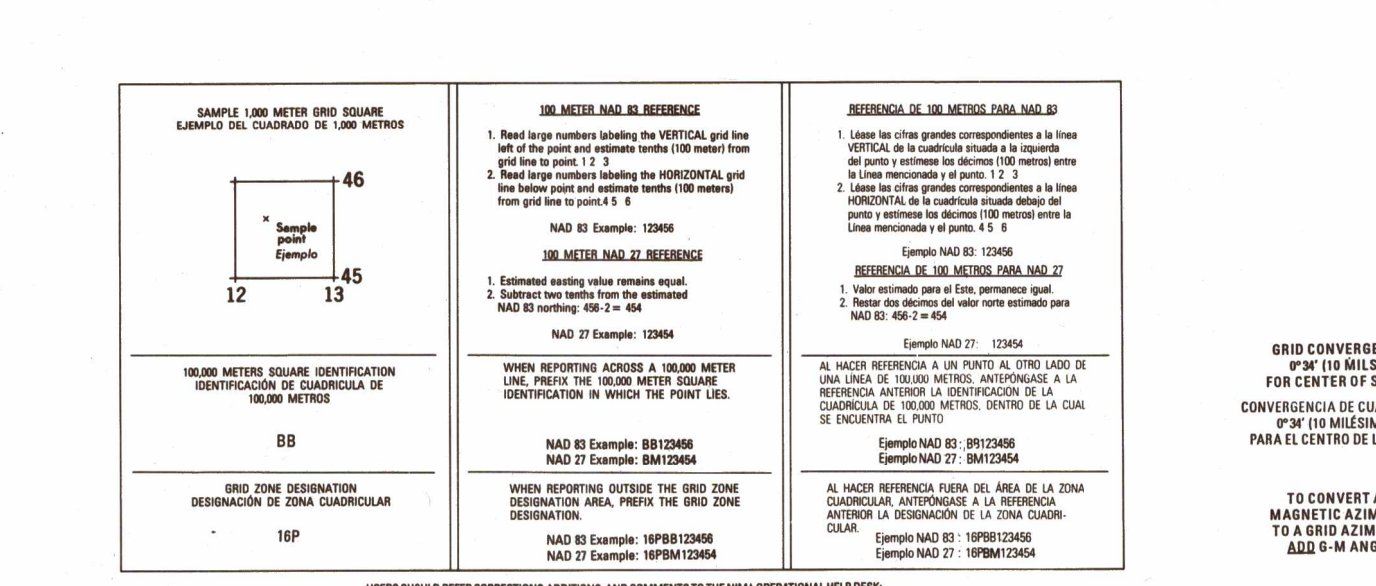 SAMPLE 1,000 METER GRID SQUARE
EJEMPLO DEL CUADRADO DE 1,000 METROS
46
× Sample
point
Ejemplo
45
12 13
100,000 METERS SQUARE IDENTIFICATION
IDENTIFICACIÓN DE CUADRICULA DE
100,000 METROS
BB
GRID ZONE DESIGNATION
DESIGNACIÓN DE ZONA CUADRICULAR
16P
100 METER NAD 83 REFERENCE
1. Read large numbers labeling the VERTICAL grid line
left of the point and estimate tenths (100 meter) from
grid line to point. 1 2 3
2. Read large numbers labeling the HORIZONTAL grid
line below point and estimate tenths (100 meters)
from grid line to point.4 5 6
NAD 83 Example: 123456
100 METER NAD 27 REFERENCE
1. Estimated easting value remains equal.
2. Subtract two tenths from the estimated
NAD 83 northing: 456-2 = 454
NAD 27 Example: 123454
WHEN REPORTING ACROSS A 100,000 METER
LINE, PREFIX THE 100,000 METER SQUARE
IDENTIFICATION IN WHICH THE POINT LIES.
NAD 83 Example: BB123456
NAD 27 Example: BM123454
WHEN REPORTING OUTSIDE THE GRID ZONE
DESIGNATION AREA, PREFIX THE GRID ZONE
DESIGNATION.
NAD 83 Example: 16PBB123456
NAD 27 Example: 16PBM123454
REFERENCIA DE 100 METROS PARA NAD 83
1. Léase las cifras grandes correspondientes a la línea
VERTICAL de la cuadrícula situada a la izquierda
del punto y estímese los décimos (100 metros) entre
la Línea mencionada y el punto. 1 2 3
2. Léase las cifras grandes correspondientes a la línea
HORIZONTAL de la cuadrícula situada debajo del
punto y estímese los décimos (100 metros) entre la
Línea mencionada y el punto. 4 5 6
Ejemplo NAD 83: 123456
REFERENCIA DE 100 METROS PARA NAD 27
1. Valor estimado para el Este, permanece igual.
2. Restar dos décimos del valor norte estimado para
NAD 83: 456-2 = 454
Ejemplo NAD 27: 123454
AL HACER REFERENCIA A UN PUNTO AL OTRO LADO DE
UNA LÍNEA DE 100,000 METROS, ANTEPÓNGASE A LA
REFERENCIA ANTERIOR LA IDENTIFICACIÓN DE LA
CUADRÍCULA DE 100,000 METROS, DENTRO DE LA CUAL
SE ENCUENTRA EL PUNTO
Ejemplo NAD 83: BB123456
Ejemplo NAD 27: BM123454
AL HACER REFERENCIA FUERA DEL ÁREA DE LA ZONA
CUADRICULAR, ANTEPÓNGASE A LA REFERENCIA
ANTERIOR LA DESIGNACIÓN DE LA ZONA CUADRI-
CULAR.
Ejemplo NAD 83 : 16PBB123456
Ejemplo NAD 27 : 16PBM123454
GRID CONVERGE
0°34' (10 MILS
FOR CENTER OF S
CONVERGENCIA DE CU
0°34' (10 MILÉSIM
PARA EL CENTRO DE L
TO CONVERT A
MAGNETIC AZIM
TO A GRID AZIM
ADD G-M ANG
USERS SHOULD REFER CORRECTIONS, ADDITIONS, AND COMMENTS TO THE NIMA OPERATIONAL HELP DESK: